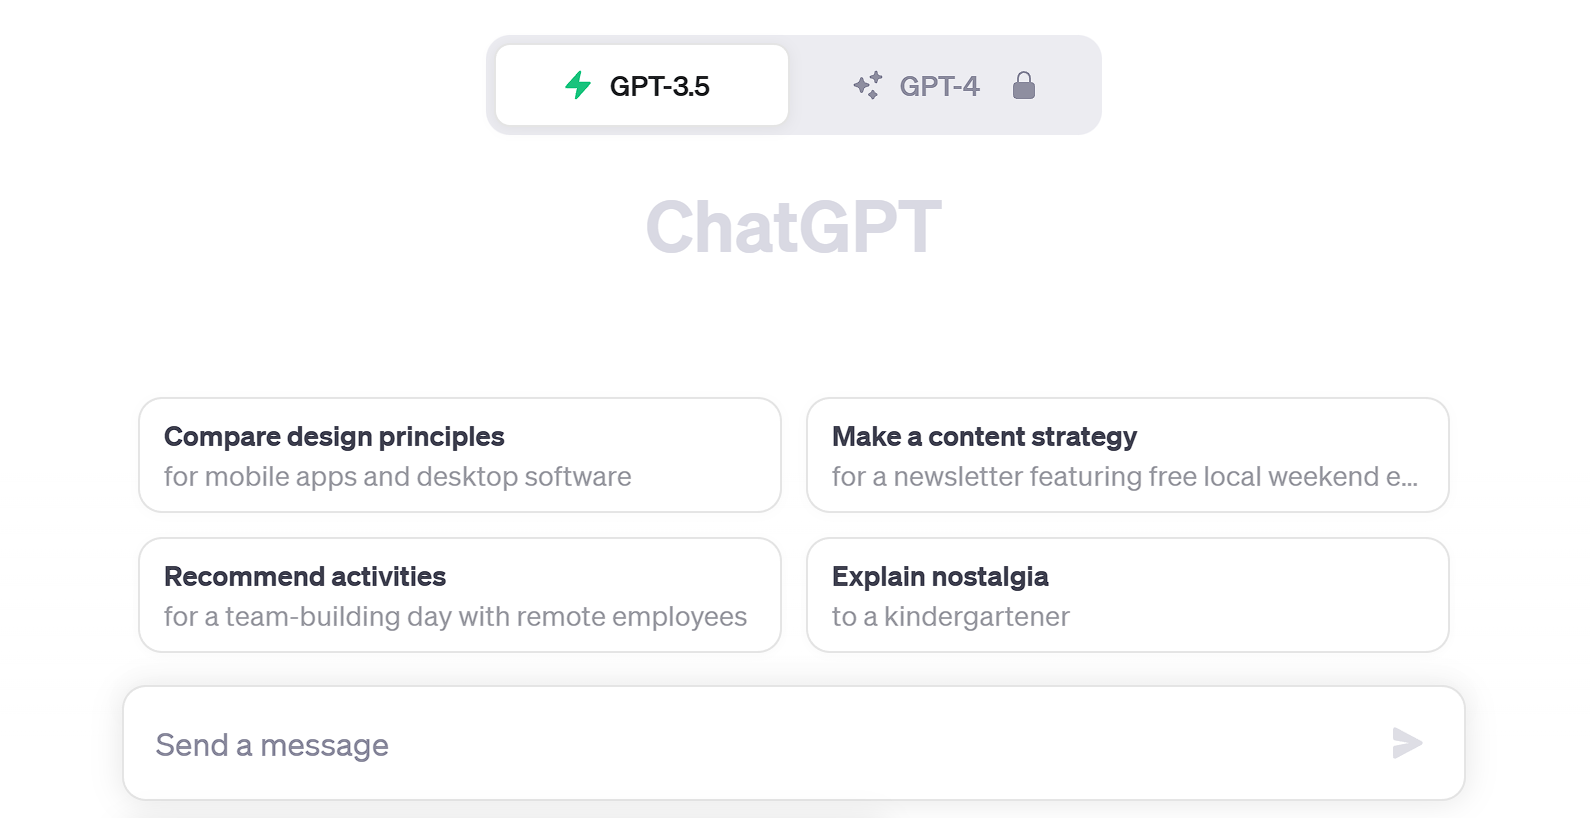 GPT-3.5
GPT-4
ChatGPT
Compare design principles
for mobile apps and desktop software
Make a content strategy
for a newsletter featuring free local weekend e...
Recommend activities
for a team-building day with remote employees
Explain nostalgia
to a kindergartener
Send a message